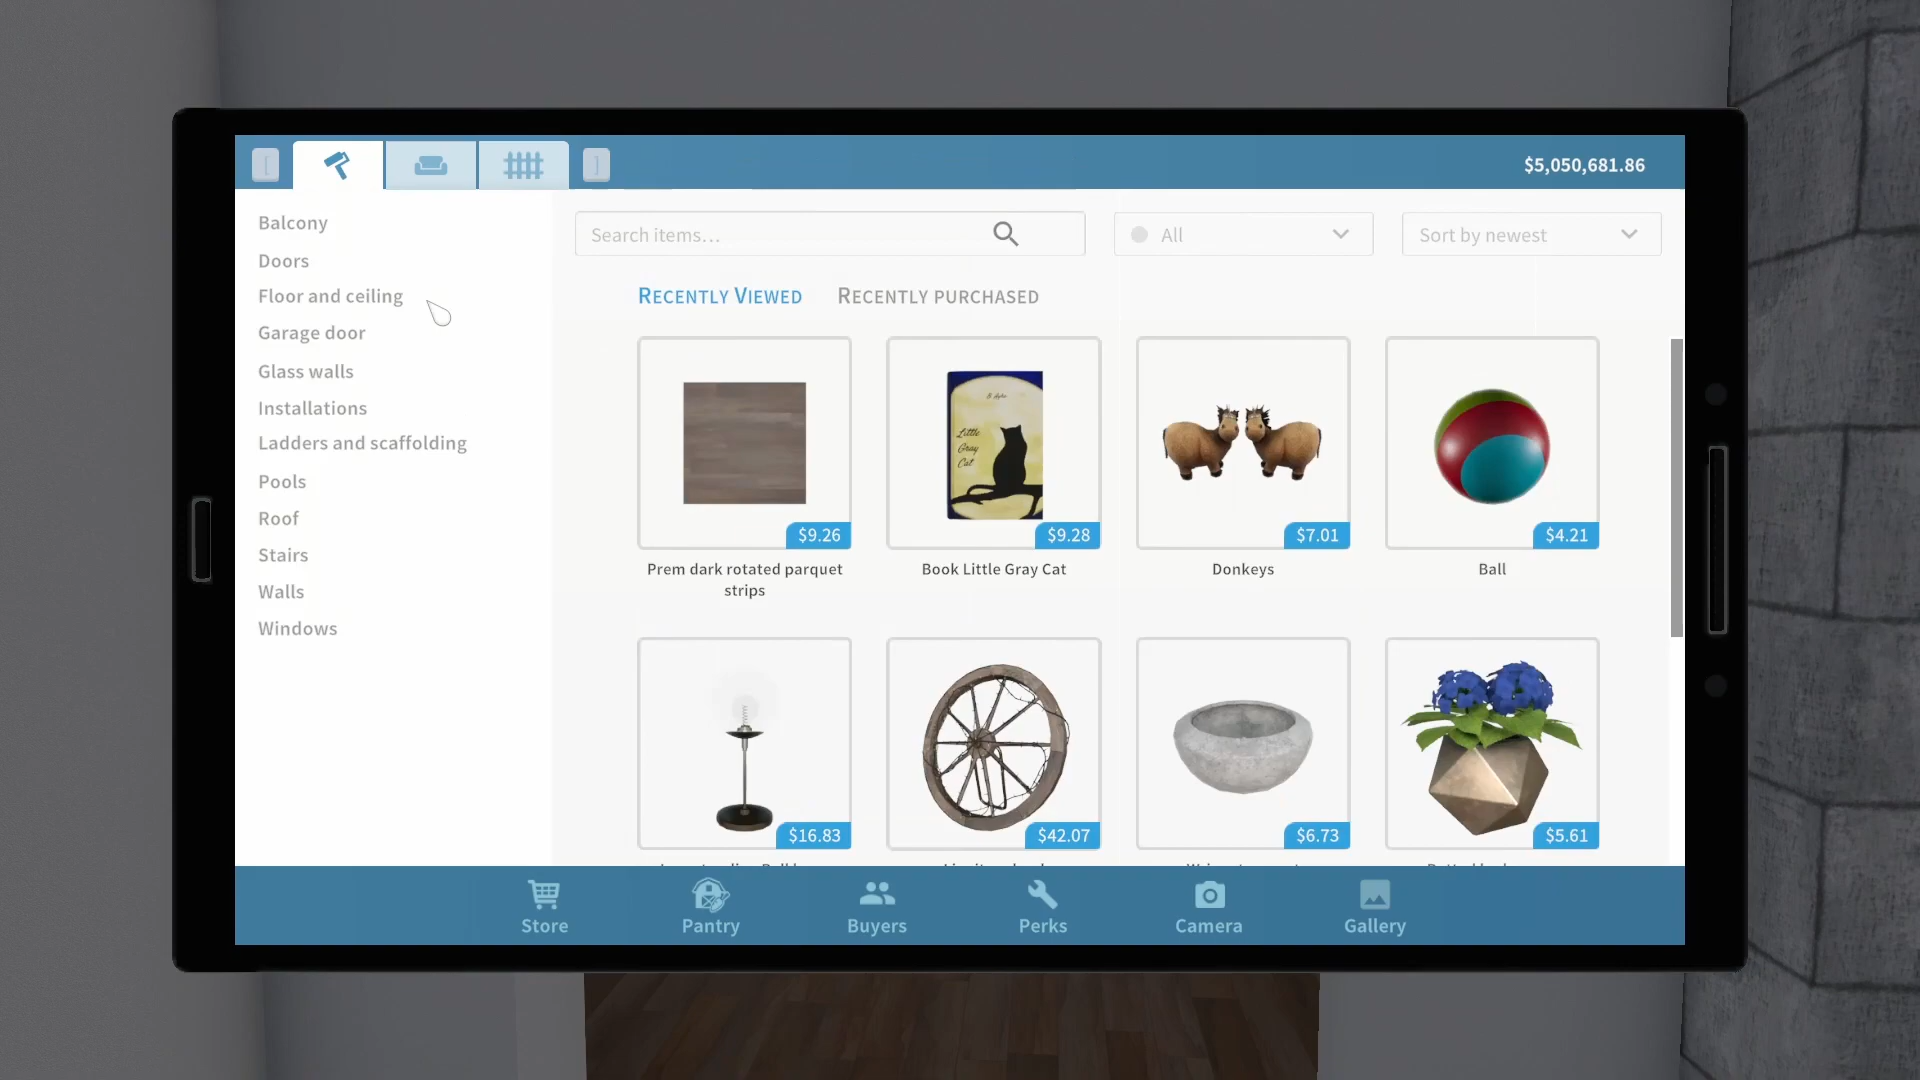 [
]
$5,050,681.86
Balcony
Doors
Floor and ceiling
Garage door
Glass walls
Installations
Ladders and scaffolding
Pools
Roof
Stairs
Walls
Windows
Search items...
All
Sort by newest
RECENTLY VIEWED
RECENTLY PURCHASED
$9.26
Prem dark rotated parquet
strips
Little
Gray
Cat
$9.28
Book Little Gray Cat
$7.01
Donkeys
$4.21
Ball
$16.83
$42.07
$6.73
$5.61
Store
Pantry
Buyers
Perks
Camera
Gallery